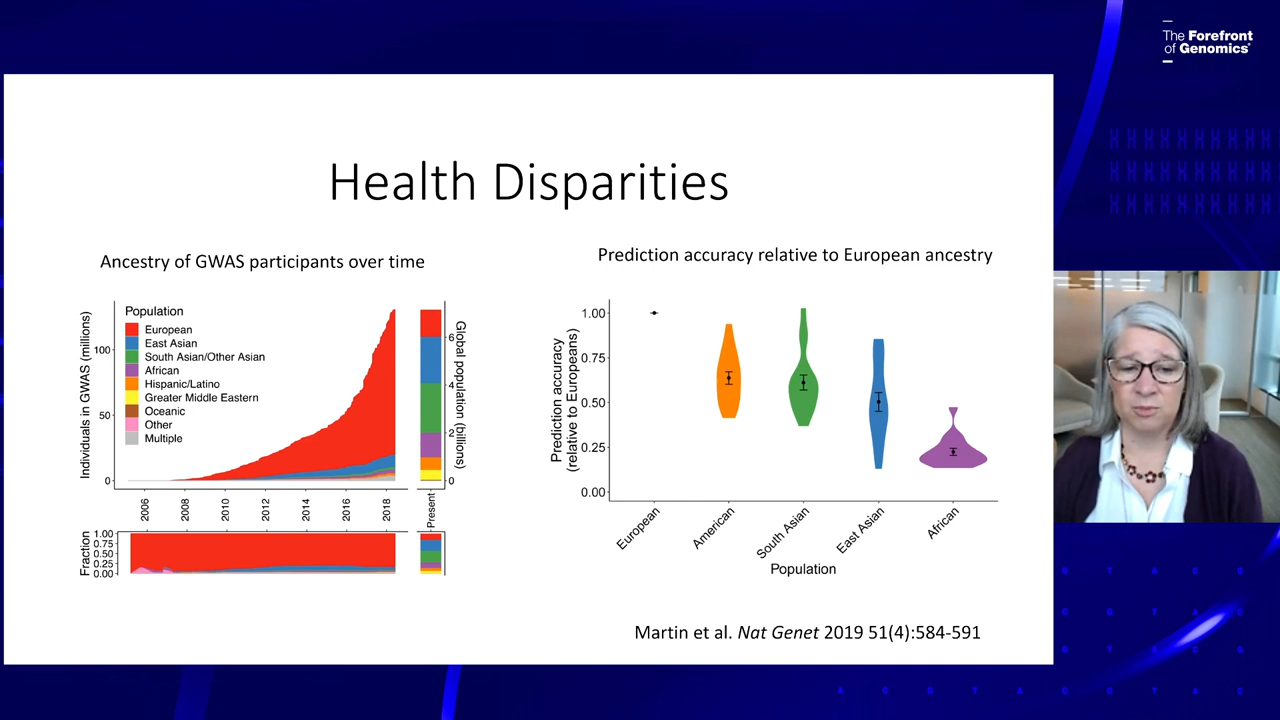 The Forefront
of Genomics®
Health Disparities
Ancestry of GWAS participants over time
Prediction accuracy relative to European ancestry
Individuals in GWAS (millions)
100
50
0
Population
European
East Asian
South Asian/Other Asian
African
Hispanic/Latino
Greater Middle Eastern
Oceanic
Other
Multiple
6
4
2
0
Global population (billions)
2006
2008
2010
2012
2014
2016
2018
Present
Fraction
1.00
0.75
0.50
0.25
0.00
Prediction accuracy
(relative to Europeans)
1.00
0.75
0.50
0.25
0.00
European
American
South Asian
East Asian
African
Population
Martin et al. Nat Genet 2019 51(4):584-591